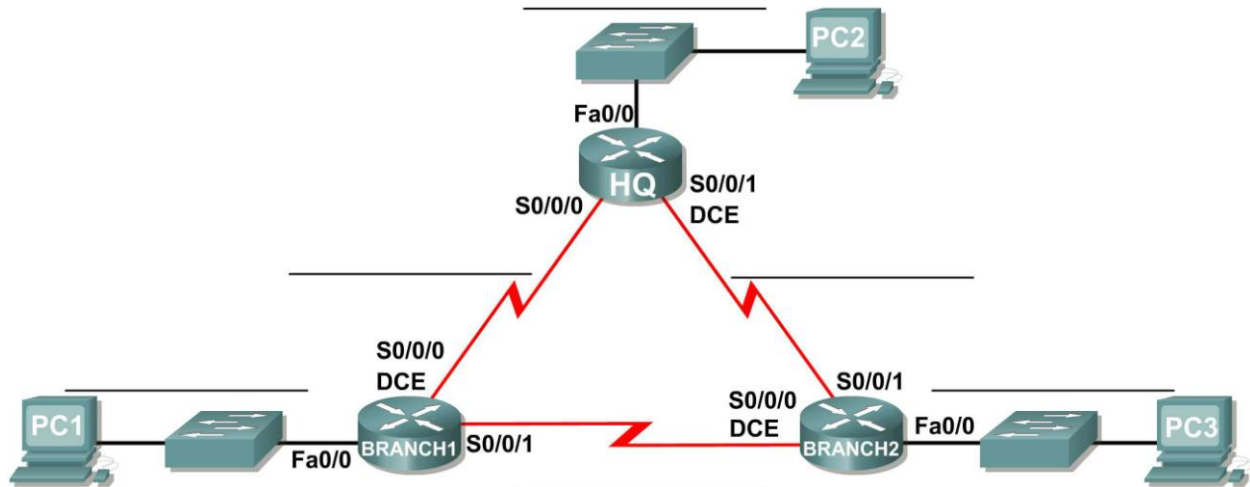 PC2
Fa0/0
HQ
S0/0/1
S0/0/0
DCE
S0/0/0
DCE
S0/0/1
S0/0/0
DCE
PC1
BRANCH1
S0/0/1
BRANCH2
Fa0/0
PC3
Fa0/0